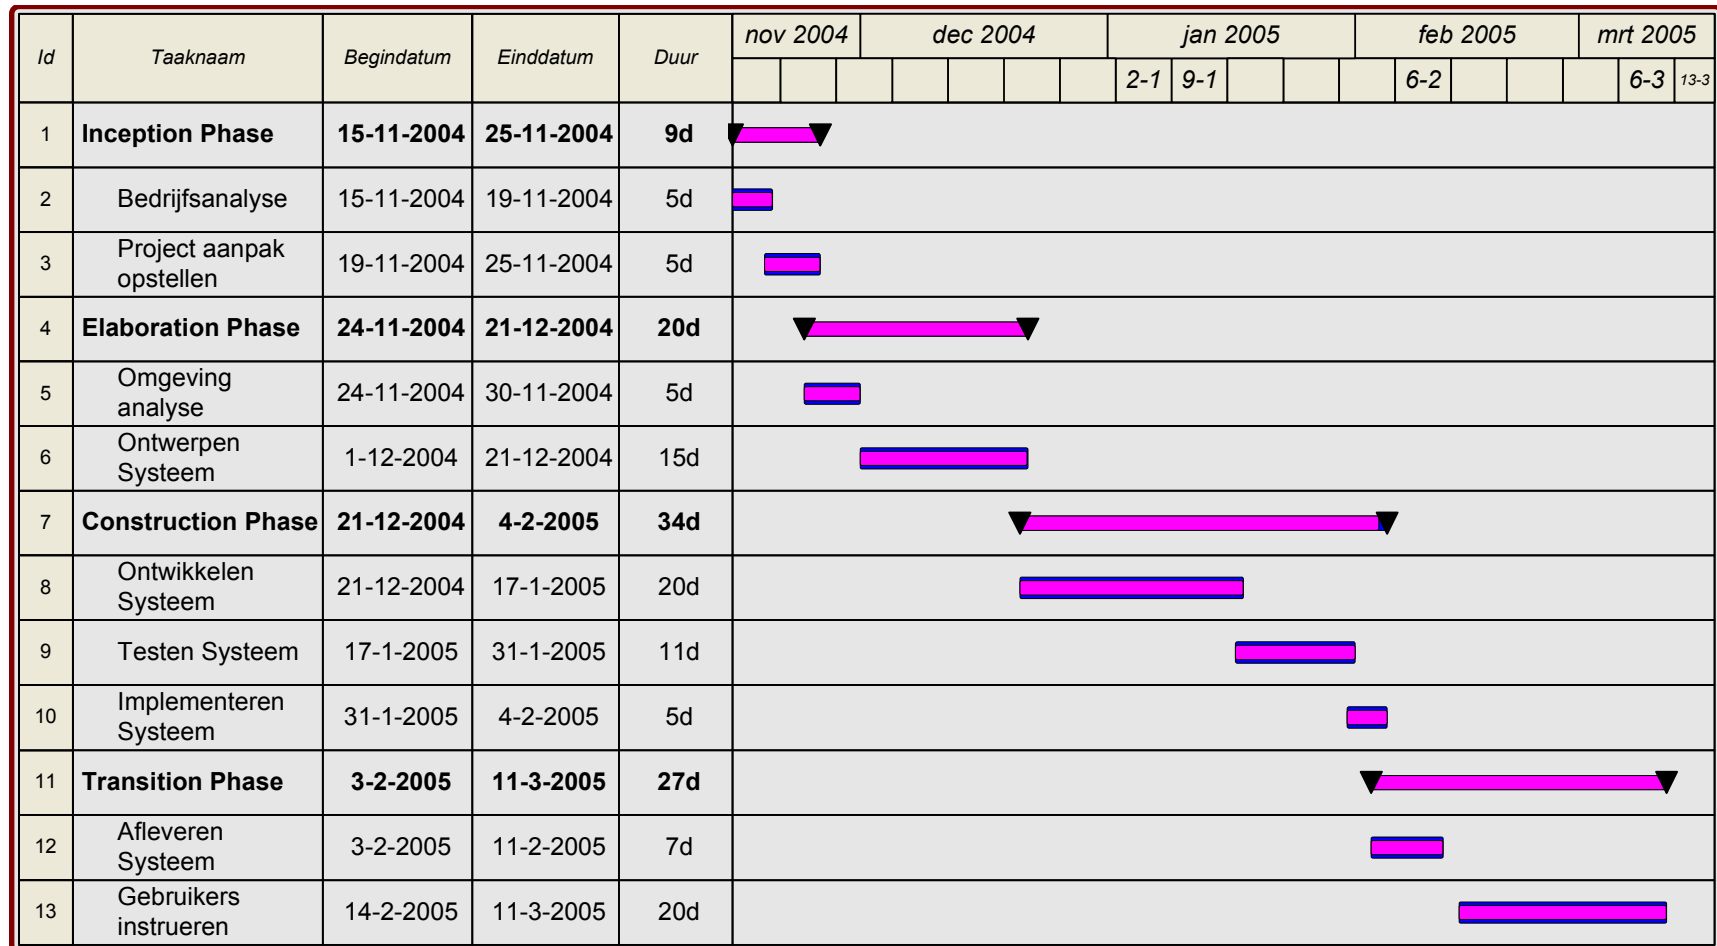 Id Taaknaam Begindatum Einddatum Duur nov 2004 dec 2004 jan 2005 feb 2005 mrt 2005
2-1 9-1 6-2 6-3 13-3
1 Inception Phase 15-11-2004 25-11-2004 9d
2 Bedrijfsanalyse 15-11-2004 19-11-2004 5d
3 Project aanpak
opstellen 19-11-2004 25-11-2004 5d
4 Elaboration Phase 24-11-2004 21-12-2004 20d
5 Omgeving
analyse 24-11-2004 30-11-2004 5d
6 Ontwerpen
Systeem 1-12-2004 21-12-2004 15d
7 Construction Phase 21-12-2004 4-2-2005 34d
8 Ontwikkelen
Systeem 21-12-2004 17-1-2005 20d
9 Testen Systeem 17-1-2005 31-1-2005 11d
10 Implementeren
Systeem 31-1-2005 4-2-2005 5d
11 Transition Phase 3-2-2005 11-3-2005 27d
12 Afleveren
Systeem 3-2-2005 11-2-2005 7d
13 Gebruikers
instrueren 14-2-2005 11-3-2005 20d